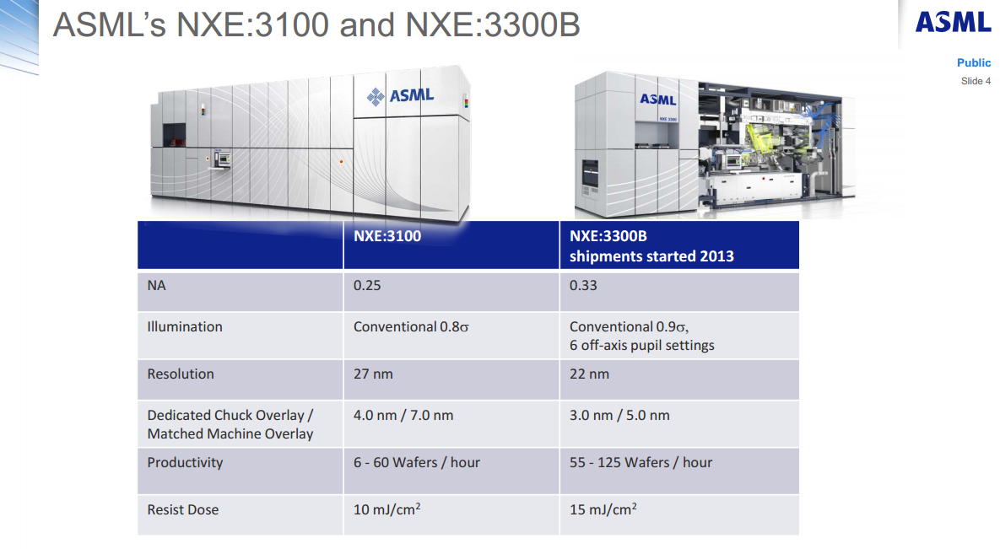 ASML's NXE:3100 and NXE:3300B
ASML
Public
Slide 4
ASML
ASML
NXE 3300
NXE:3100
NXE:3300B
shipments started 2013
NA
0.25
0.33
Illumination
Conventional 0.8σ
Conventional 0.9σ,
6 off-axis pupil settings
Resolution
27 nm
22 nm
Dedicated Chuck Overlay /
Matched Machine Overlay
4.0 nm / 7.0 nm
3.0 nm / 5.0 nm
Productivity
6 - 60 Wafers / hour
55 - 125 Wafers / hour
Resist Dose
10 mJ/cm²
15 mJ/cm²